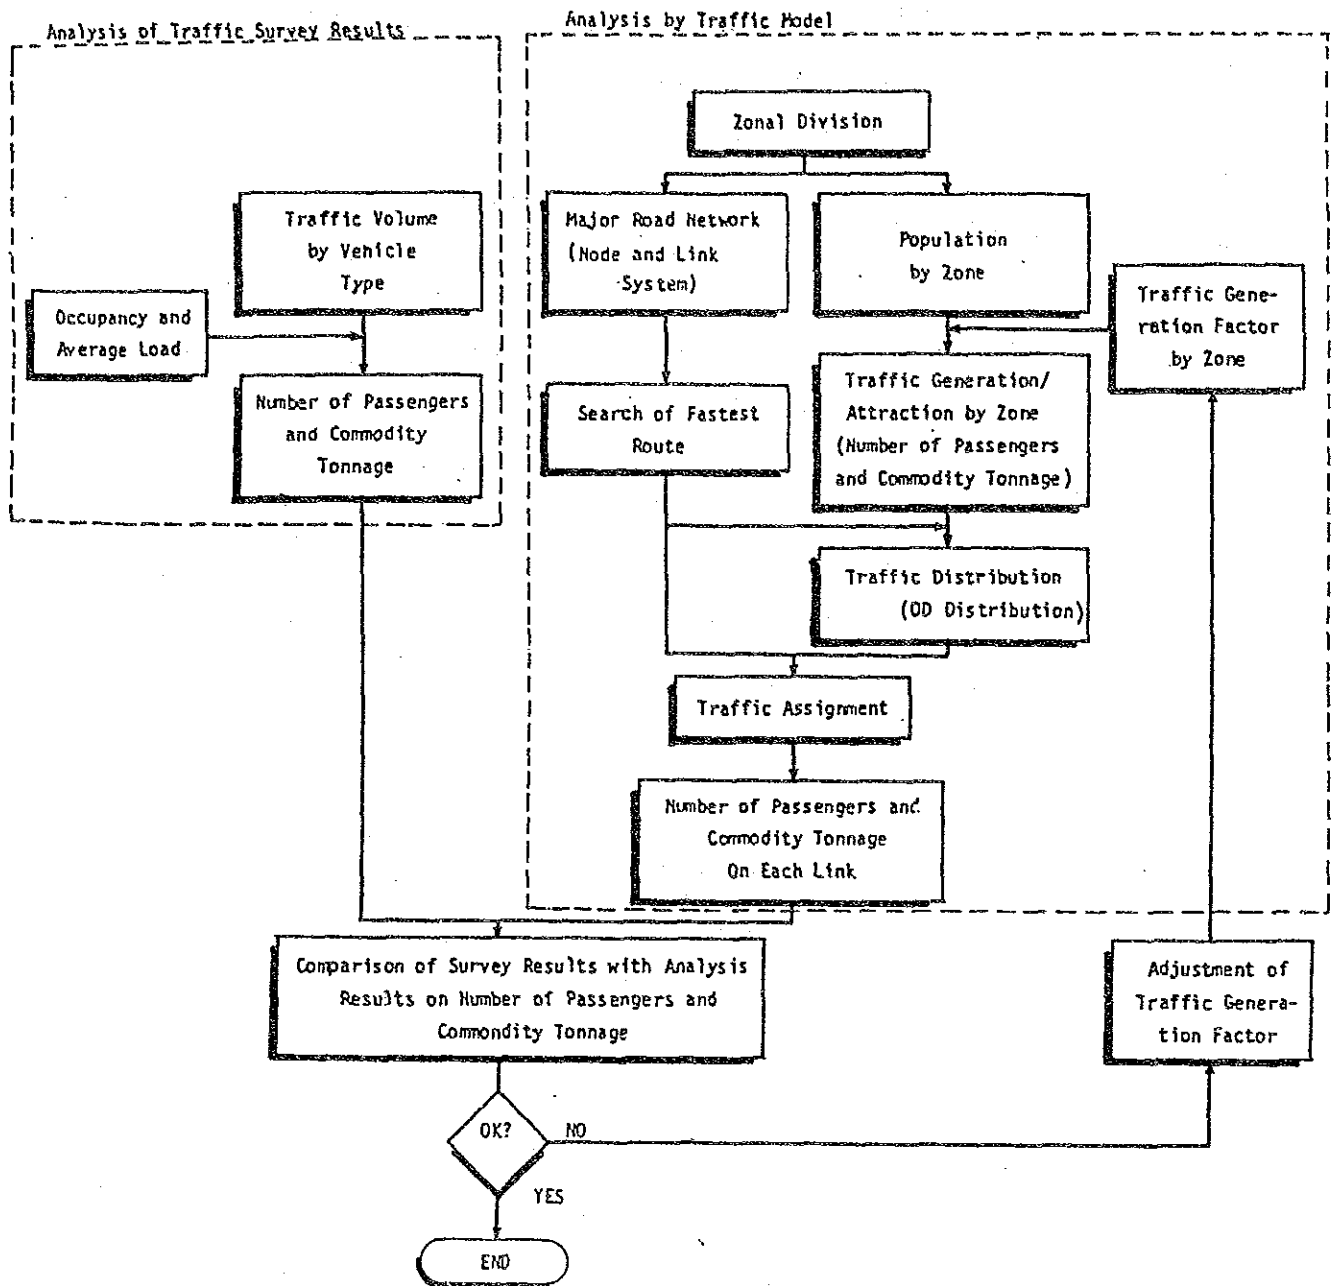 Analysis of Traffic Survey Results
Analysis by Traffic Model
Zonal Division
Traffic Volume
by Vehicle
Type
Occupancy and
Average Load
Number of Passengers
and Commodity
Tonnage
Major Road Network
(Node and Link
System)
Population
by Zone
Traffic Gene-
ration Factor
by Zone
Search of Fastest
Route
Traffic Generation/
Attraction by Zone
(Number of Passengers
and Commodity Tonnage)
Traffic Distribution
(OD Distribution)
Traffic Assignment
Number of Passengers and
Commodity Tonnage
On Each Link
Comparison of Survey Results with Analysis
Results on Number of Passengers and
Commondity Tonnage
Adjustment of
Traffic Genera-
tion Factor
OK?
NO
YES
END